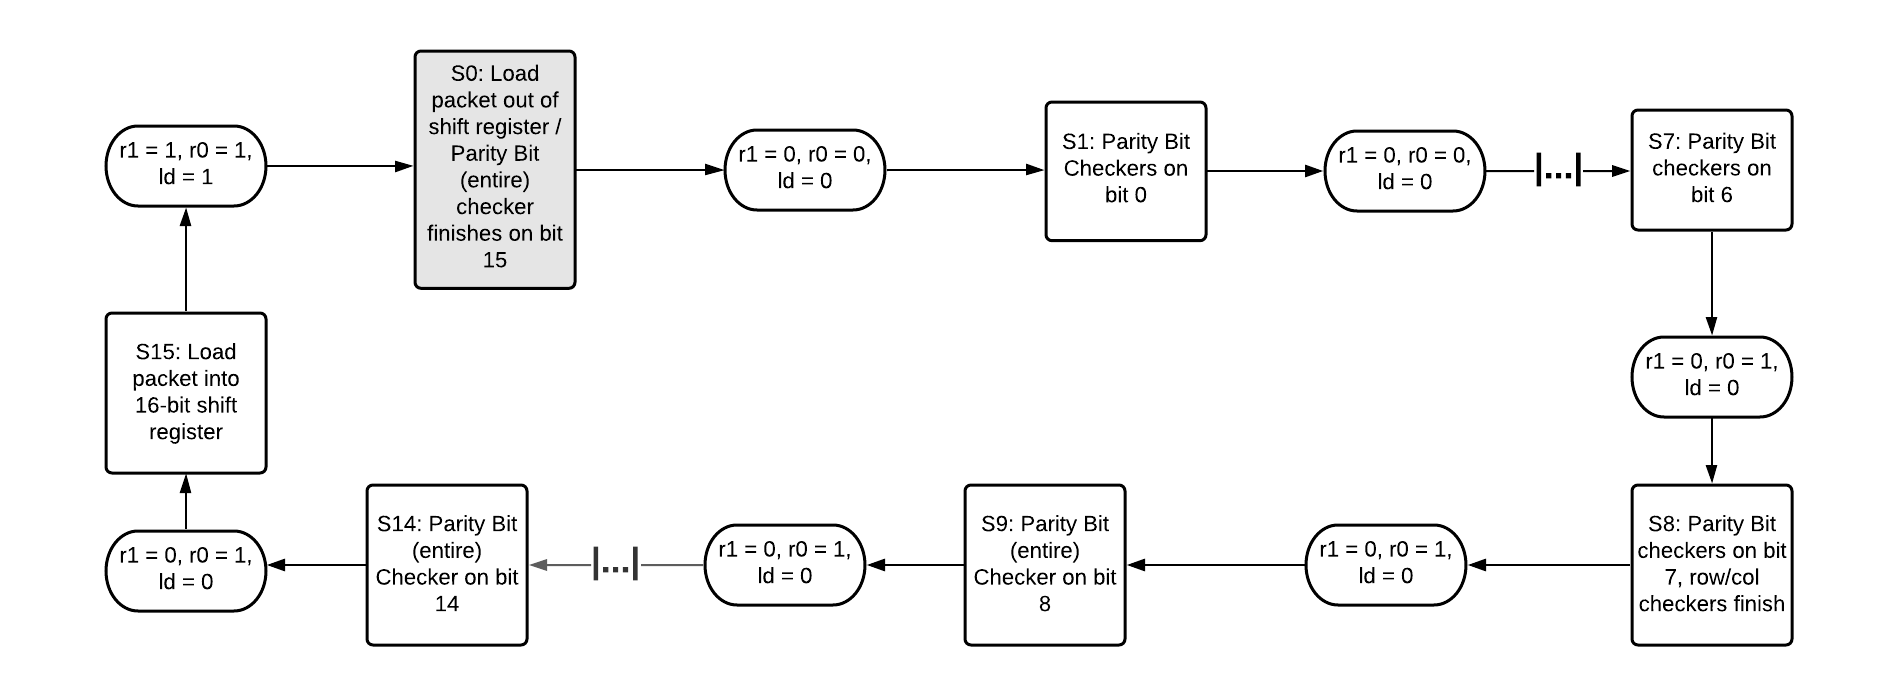 r1 = 1, r0 = 1,
ld = 1
S0: Load
packet out of
shift register /
Parity Bit
(entire)
checker
finishes on bit
15
r1 = 0, r0 = 0,
ld = 0
S1: Parity Bit
Checkers on
bit 0
r1 = 0, r0 = 0,
ld = 0
|...|
S7: Parity Bit
checkers on
bit 6
r1 = 0, r0 = 1,
ld = 0
S8: Parity Bit
checkers on bit
7, row/col
checkers finish
r1 = 0, r0 = 1,
ld = 0
S9: Parity Bit
(entire)
Checker on bit
8
r1 = 0, r0 = 1,
ld = 0
|...|
S14: Parity Bit
(entire)
Checker on bit
14
r1 = 0, r0 = 1,
ld = 0
S15: Load
packet into
16-bit shift
register